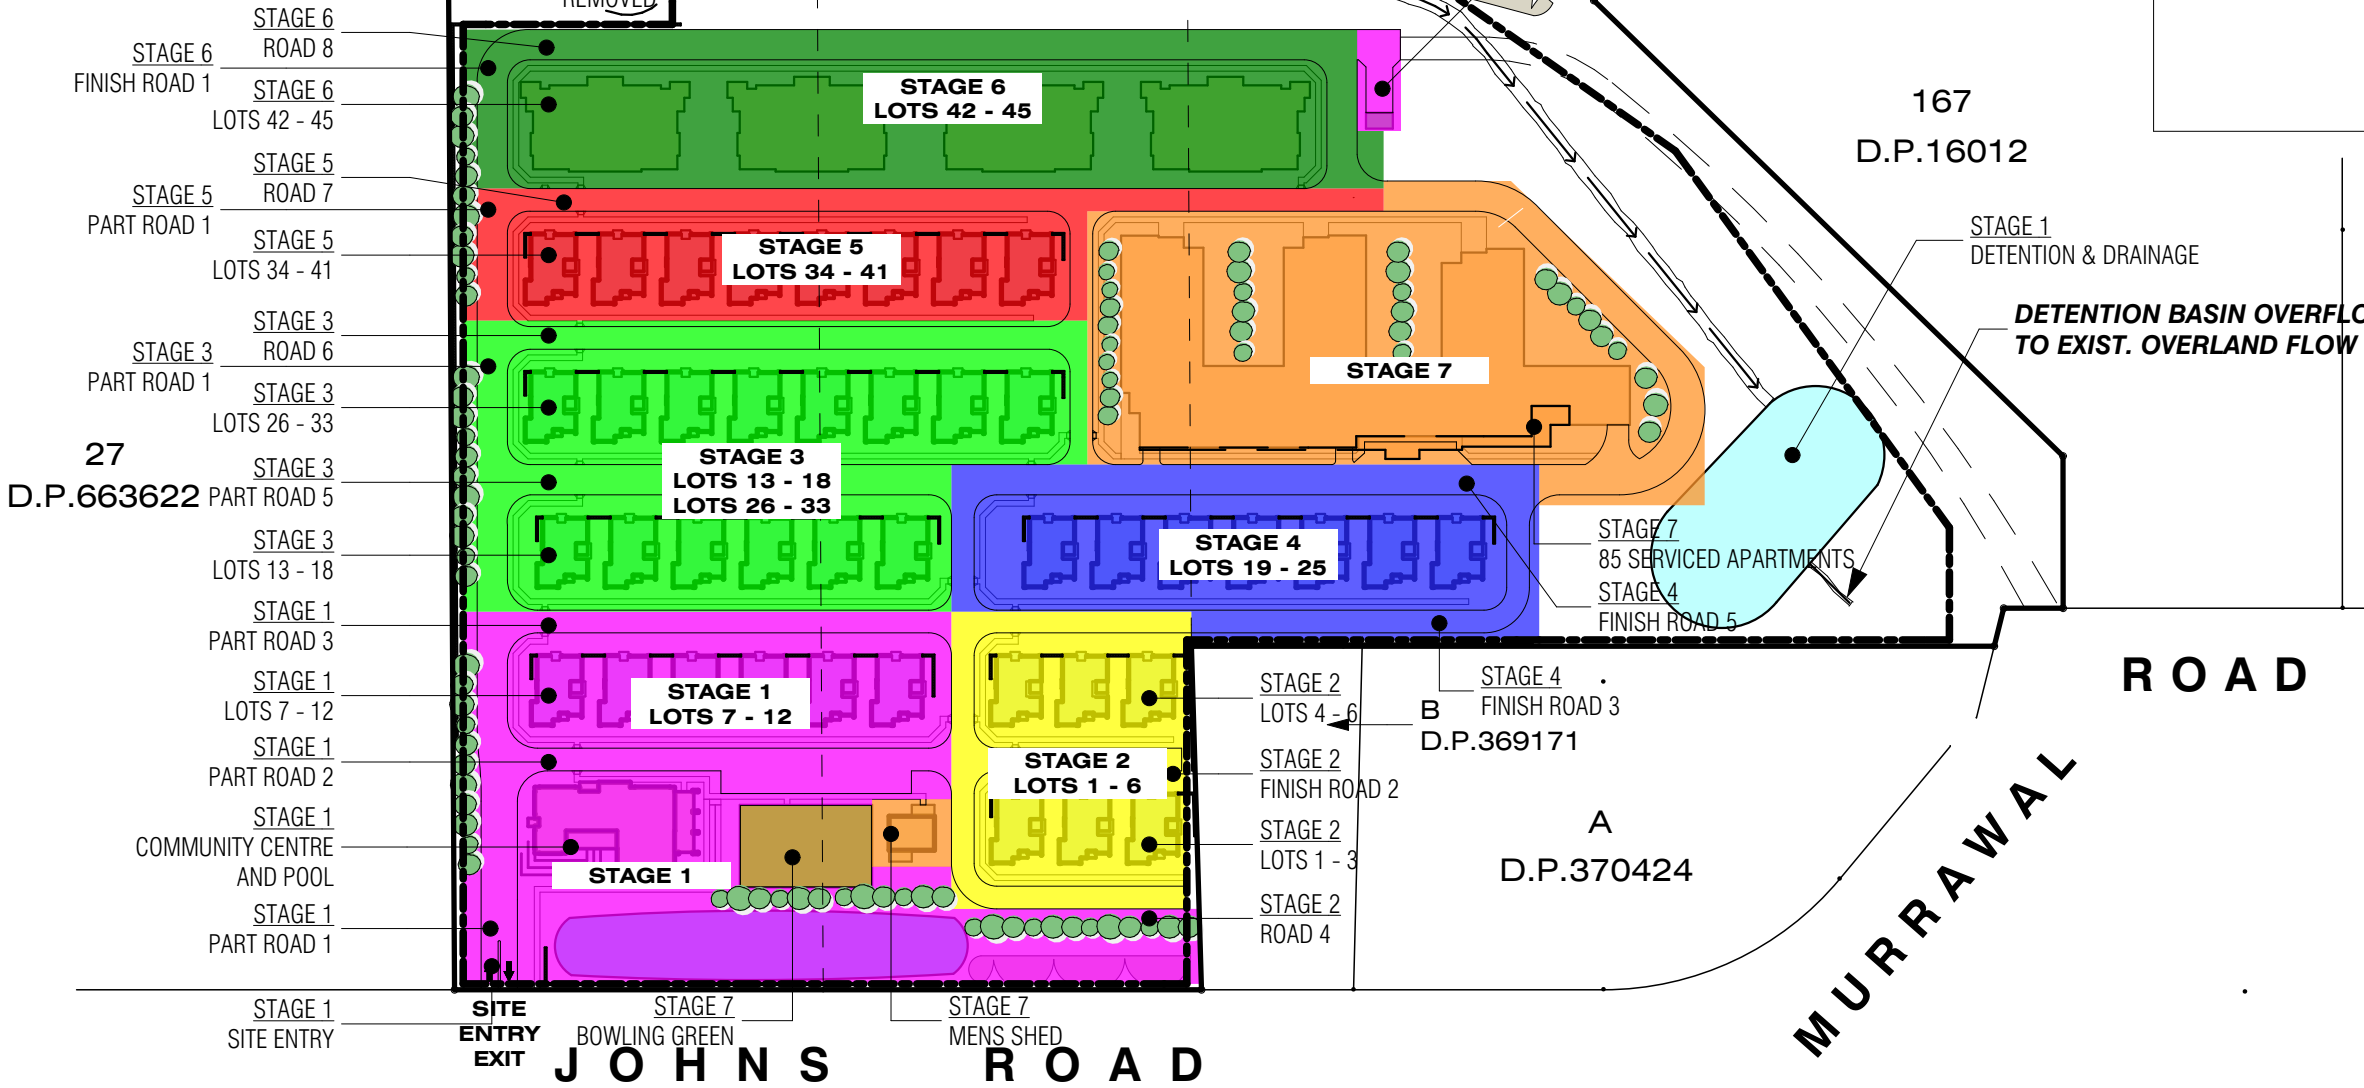 REMOVED
STAGE 6
ROAD 8
STAGE 6
FINISH ROAD 1
STAGE 6
LOTS 42 - 45
STAGE 5
ROAD 7
STAGE 5
PART ROAD 1
STAGE 5
LOTS 34 - 41
STAGE 3
ROAD 6
STAGE 3
PART ROAD 1
STAGE 3
LOTS 26 - 33
27
D.P.663622
STAGE 3
PART ROAD 5
STAGE 3
LOTS 13 - 18
STAGE 1
PART ROAD 3
STAGE 1
LOTS 7 - 12
STAGE 1
PART ROAD 2
STAGE 1
COMMUNITY CENTRE
AND POOL
STAGE 1
PART ROAD 1
STAGE 1
SITE ENTRY
STAGE 6
LOTS 42 - 45
STAGE 5
LOTS 34 - 41
STAGE 7
STAGE 3
LOTS 13 - 18
LOTS 26 - 33
STAGE 4
LOTS 19 - 25
STAGE 1
LOTS 7 - 12
STAGE 2
LOTS 1 - 6
STAGE 1
SITE
ENTRY
EXIT
STAGE 7
BOWLING GREEN
STAGE 7
MENS SHED
JOHNS ROAD
167
D.P.16012
STAGE 1
DETENTION & DRAINAGE
DETENTION BASIN OVERFLO
TO EXIST. OVERLAND FLOW
STAGE 7
85 SERVICED APARTMENTS
STAGE 4
FINISH ROAD 5
STAGE 4
FINISH ROAD 3
STAGE 2
LOTS 4 - 6
B
D.P.369171
STAGE 2
FINISH ROAD 2
STAGE 2
LOTS 1 - 3
STAGE 2
ROAD 4
A
D.P.370424
MURRAWAL
ROAD